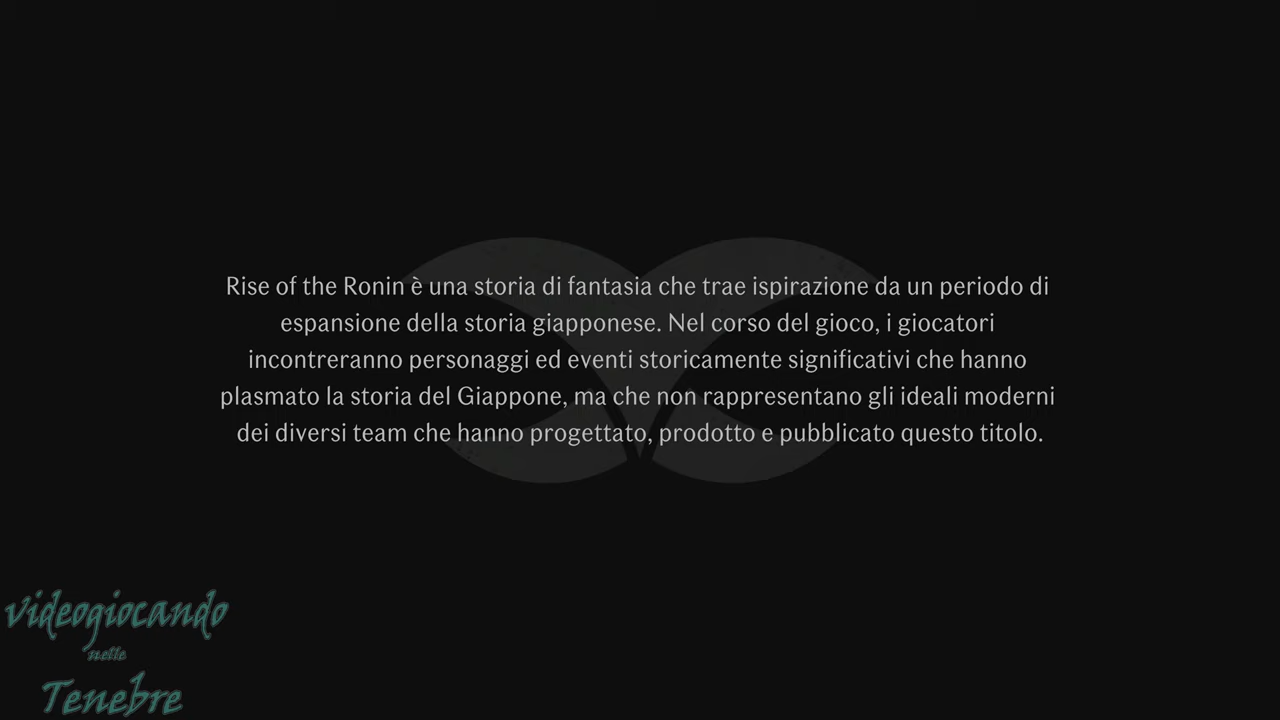 Rise of the Ronin è una storia di fantasia che trae ispirazione da un periodo di
espansione della storia giapponese. Nel corso del gioco, i giocatori
incontreranno personaggi ed eventi storicamente significativi che hanno
plasmato la storia del Giappone, ma che non rappresentano gli ideali moderni
dei diversi team che hanno progettato, prodotto e pubblicato questo titolo.
videogiocando
nelle
Tenebre